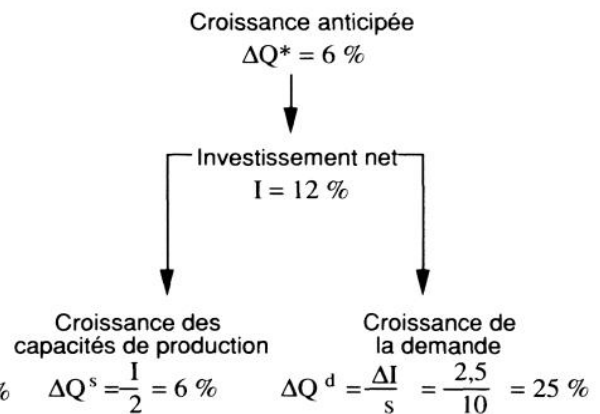 Croissance anticipée
ΔQ* = 6 %
Investissement net
I = 12 %
Croissance des
capacités de production
Croissance de
la demande
% ΔQ s = I/2 = 6 %
ΔQ d = ΔI/s = 2,5/10 = 25 %